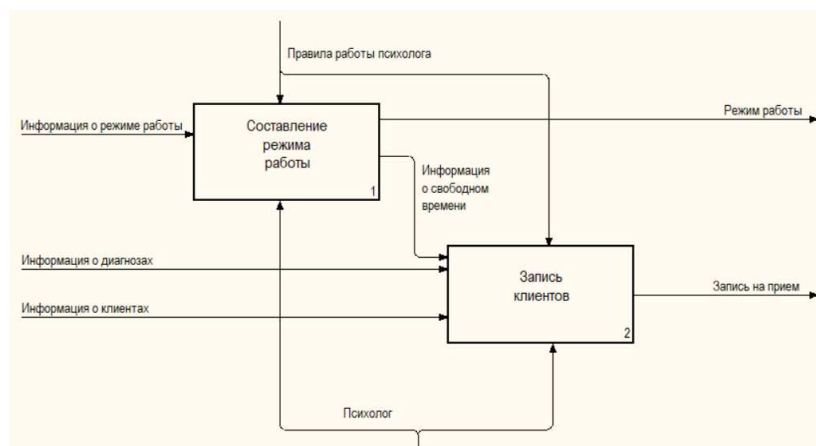 Правила работы психолога
Режим работы
Информация о режиме работы
Составление
режима
работы
1
Информация
о свободном
времени
Информация о диагнозах
Запись
клиентов
2
Запись на прием
Информация о клиентах
Психолог